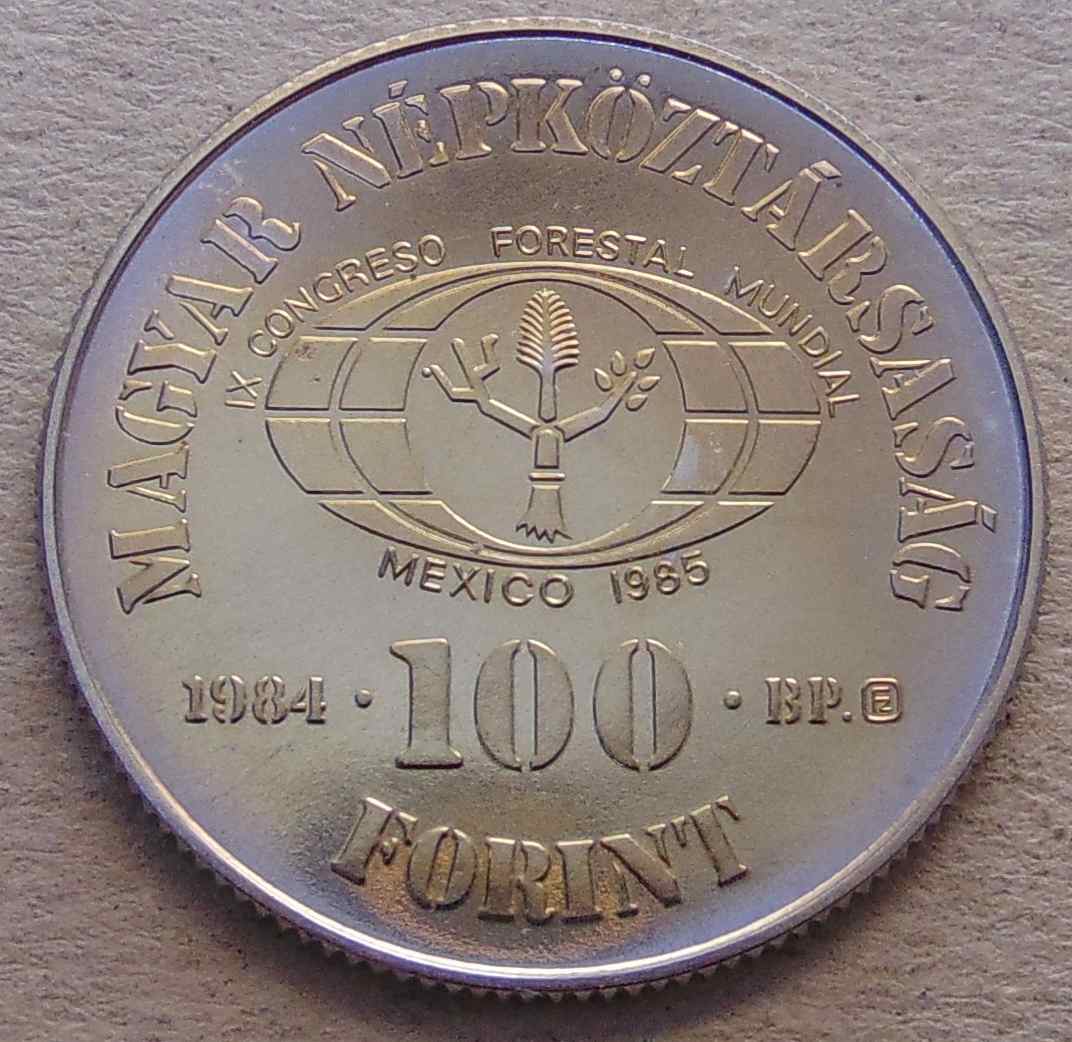 MAGYAR NÉPKÖZTÁRSASÁG
IX CONGRESO FORESTAL MUNDIAL
MEXICO 1985
1984 · 100 · BP.
FORINT